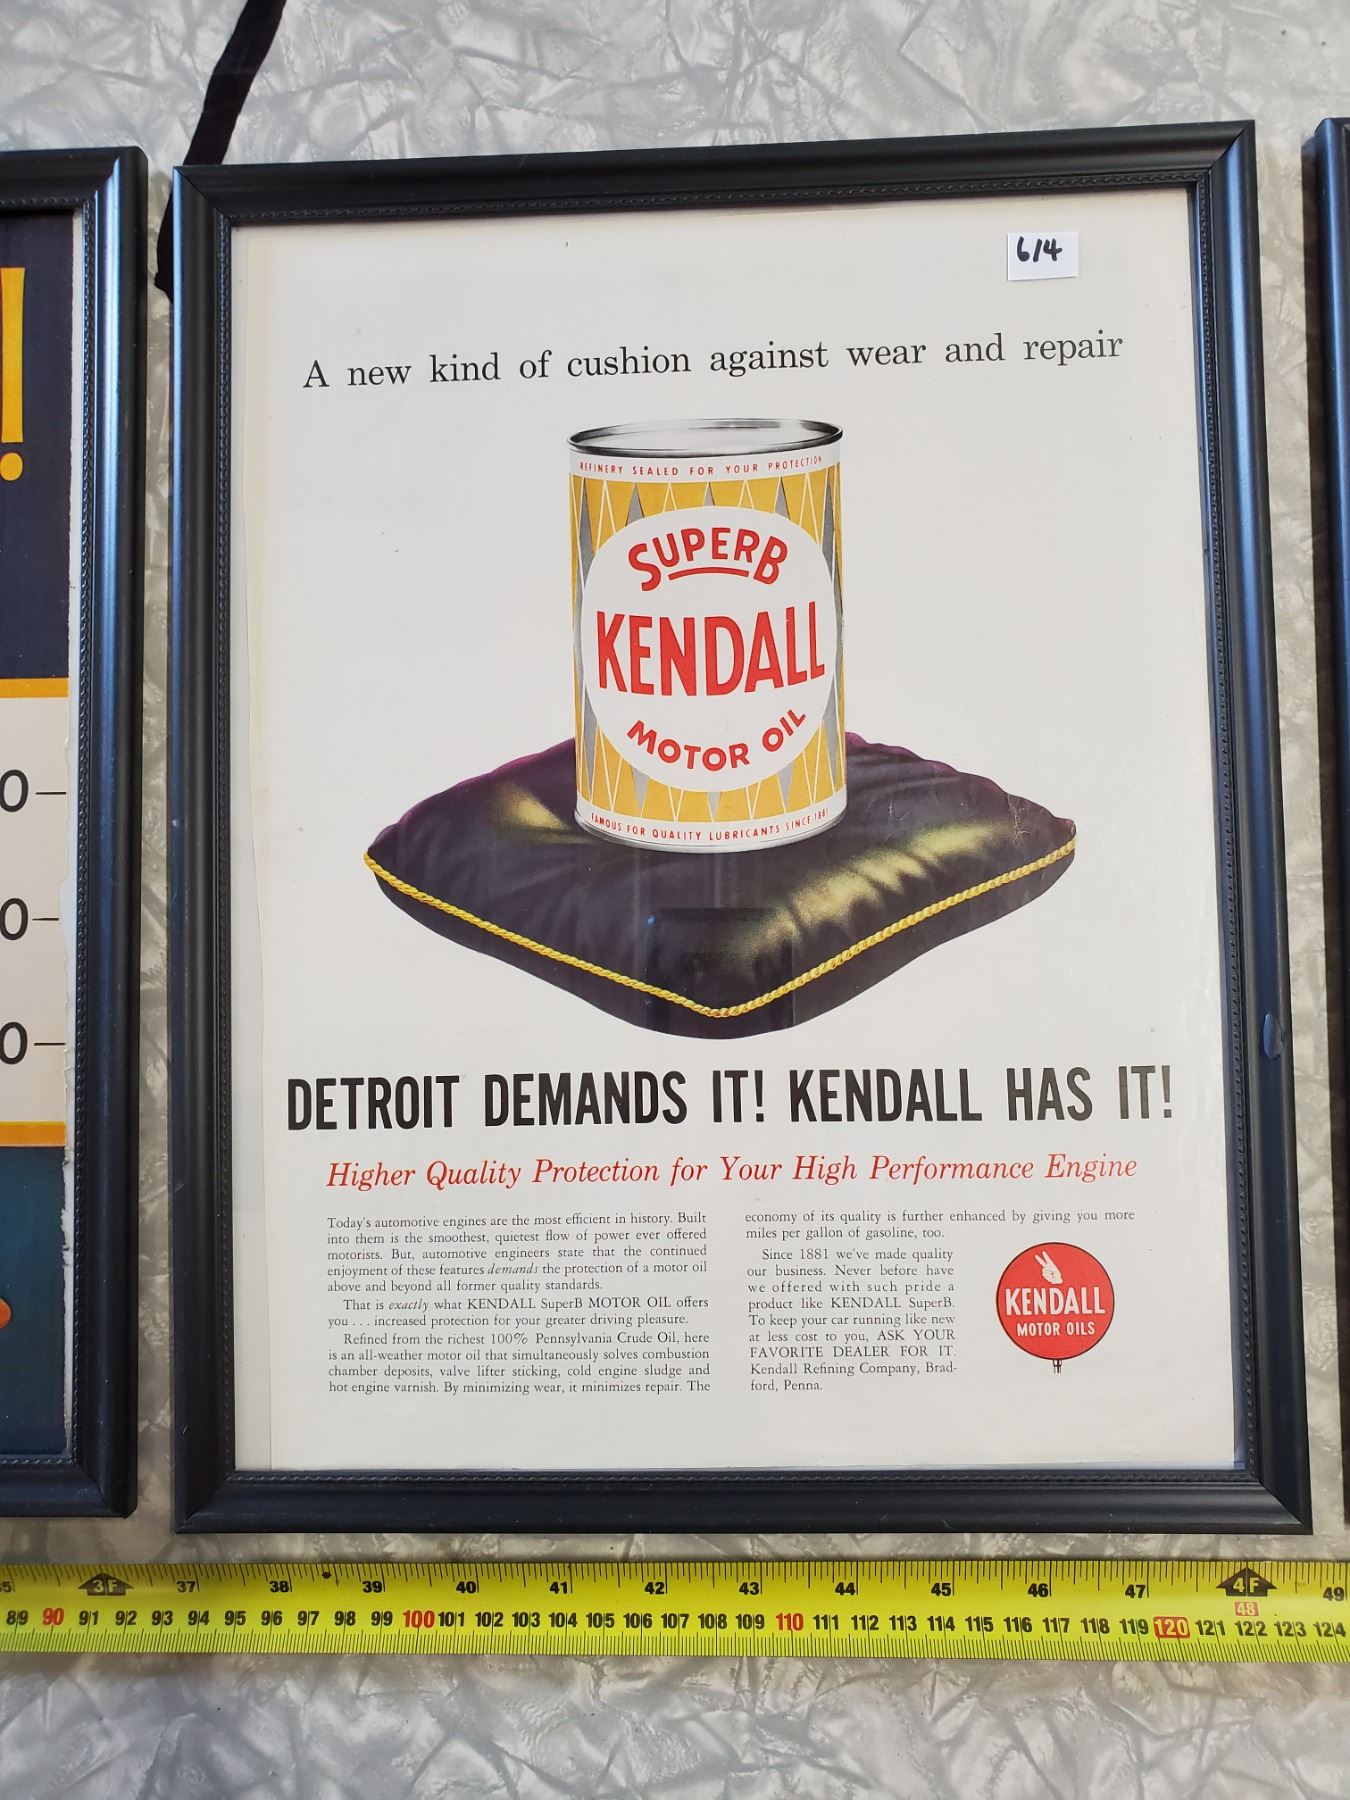 !
0
0
0
614
A new kind of cushion against wear and repair
REFINERY SEALED FOR YOUR PROTECTION
SUPERB
KENDALL
MOTOR OIL
FAMOUS FOR QUALITY LUBRICANTS SINCE 1881
DETROIT DEMANDS IT! KENDALL HAS IT!
Higher Quality Protection for Your High Performance Engine
Today's automotive engines are the most efficient in history. Built
into them is the smoothest, quietest flow of power ever offered
motorists. But, automotive engineers state that the continued
enjoyment of these features demands the protection of a motor oil
above and beyond all former quality standards.
That is exactly what KENDALL SuperB MOTOR OIL offers
you . . . increased protection for your greater driving pleasure.
Refined from the richest 100% Pennsylvania Crude Oil, here
is an all-weather motor oil that simultaneously solves combustion
chamber deposits, valve lifter sticking, cold engine sludge and
hot engine varnish. By minimizing wear, it minimizes repair. The
economy of its quality is further enhanced by giving you more
miles per gallon of gasoline, too.
Since 1881 we've made quality
our business. Never before have
we offered with such pride a
product like KENDALL SuperB.
To keep your car running like new
at less cost to you, ASK YOUR
FAVORITE DEALER FOR IT.
Kendall Refining Company, Brad-
ford, Penna.
KENDALL
MOTOR OILS
3F 37 38 39 40 41 42 43 44 45 46 47 4F 49
48
89 90 91 92 93 94 95 96 97 98 99 100 101 102 103 104 105 106 107 108 109 110 111 112 113 114 115 116 117 118 119 120 121 122 123 124